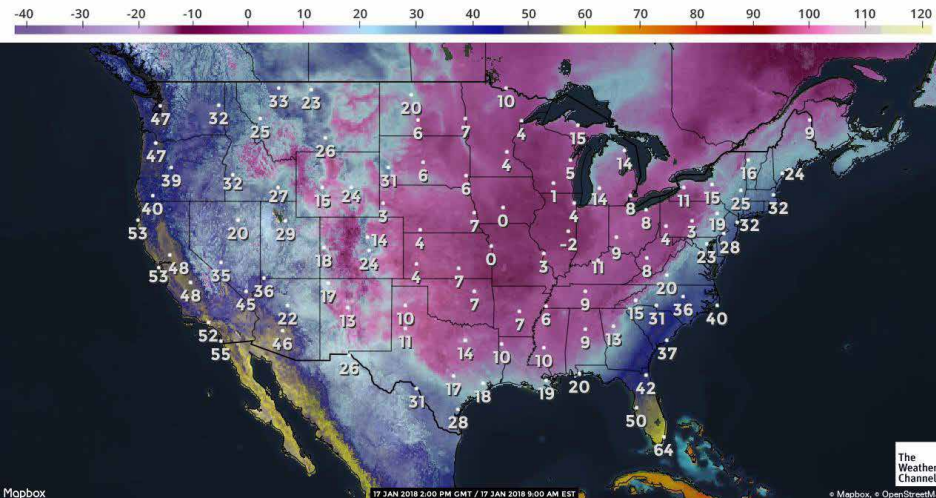 -40 -20 0 20 32 40 50 60 70 80 90 100 110 120
33 23 20 10
47 32 25 6 7 4 15 9
47 26 4 14
39 32 27 15 24 31 6 6 5 16 24
40 3 1 14 8 11 15 25 32
53 20 29 14 4 7 0 4 8 4 3 19 32
18 24 0 -2 9 23 28
53 48 35 4 7 3 11 8
48 45 36 17 7 9 20
22 13 10 7 6 15 31 36 40
52 46 11 14 10 10 9 13 37
55 26 17
31 18 19 20 42
28 50
64
The
Weather
Channel
Mapbox
17 JAN 2018 2:00 PM GMT / 17 JAN 2018 9:00 AM EST
© Mapbox, © OpenStreetM